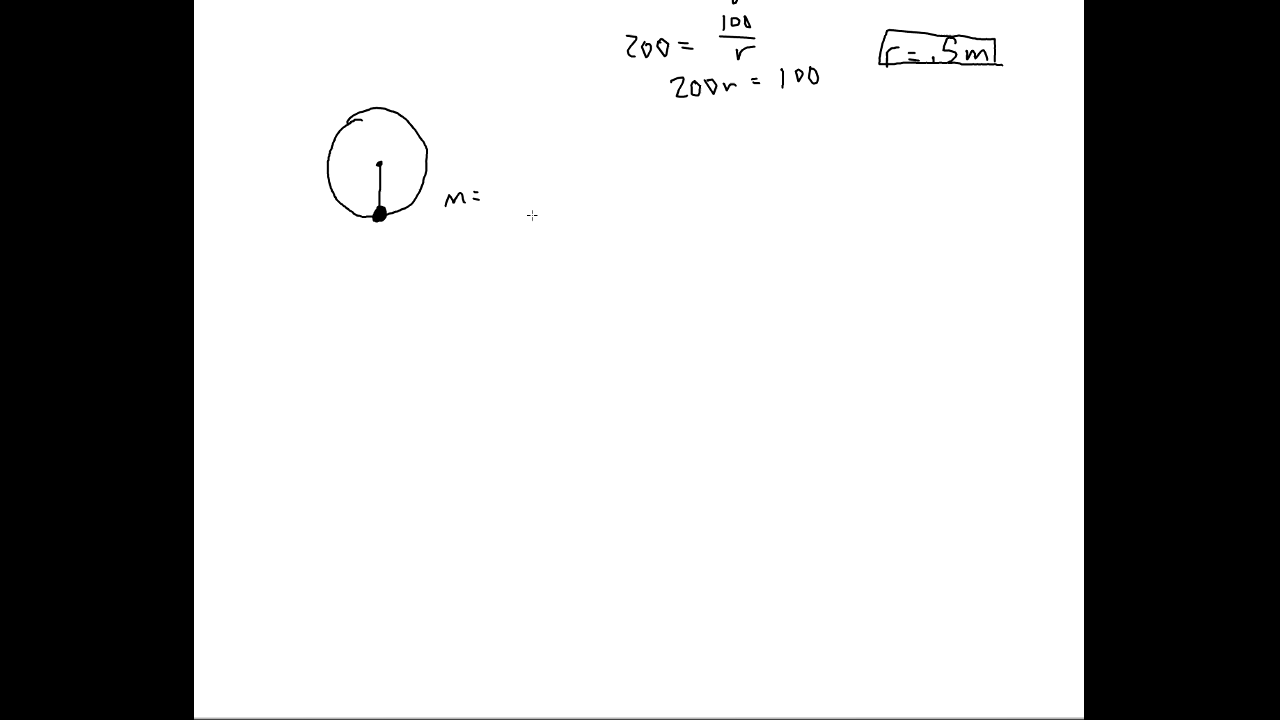 200 = 100/r
r = .5m
200r = 100
m =